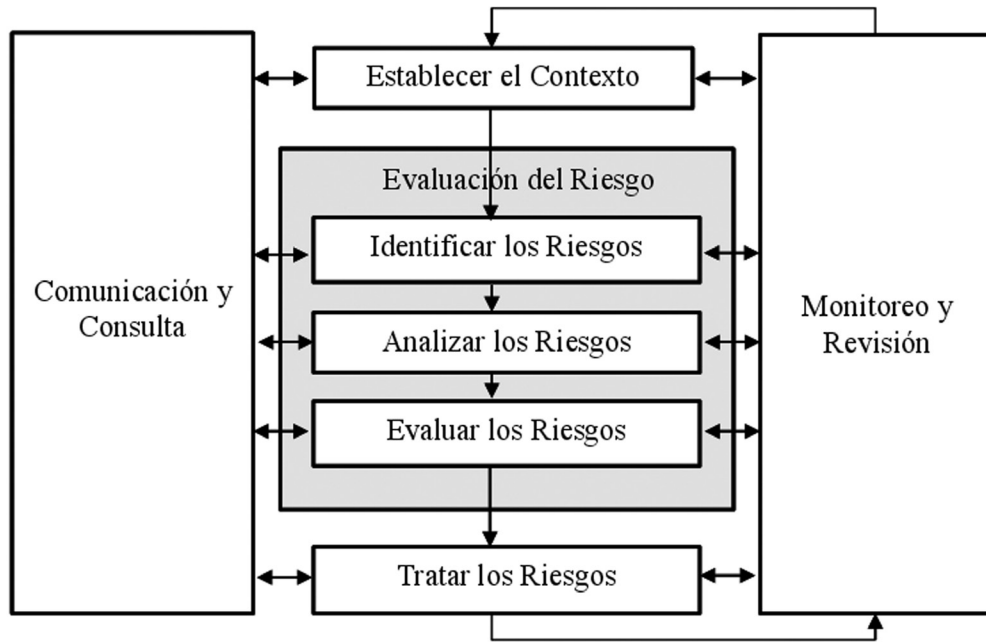 Establecer el Contexto
Evaluación del Riesgo
Identificar los Riesgos
Comunicación y
Consulta
Analizar los Riesgos
Monitoreo y
Revisión
Evaluar los Riesgos
Tratar los Riesgos